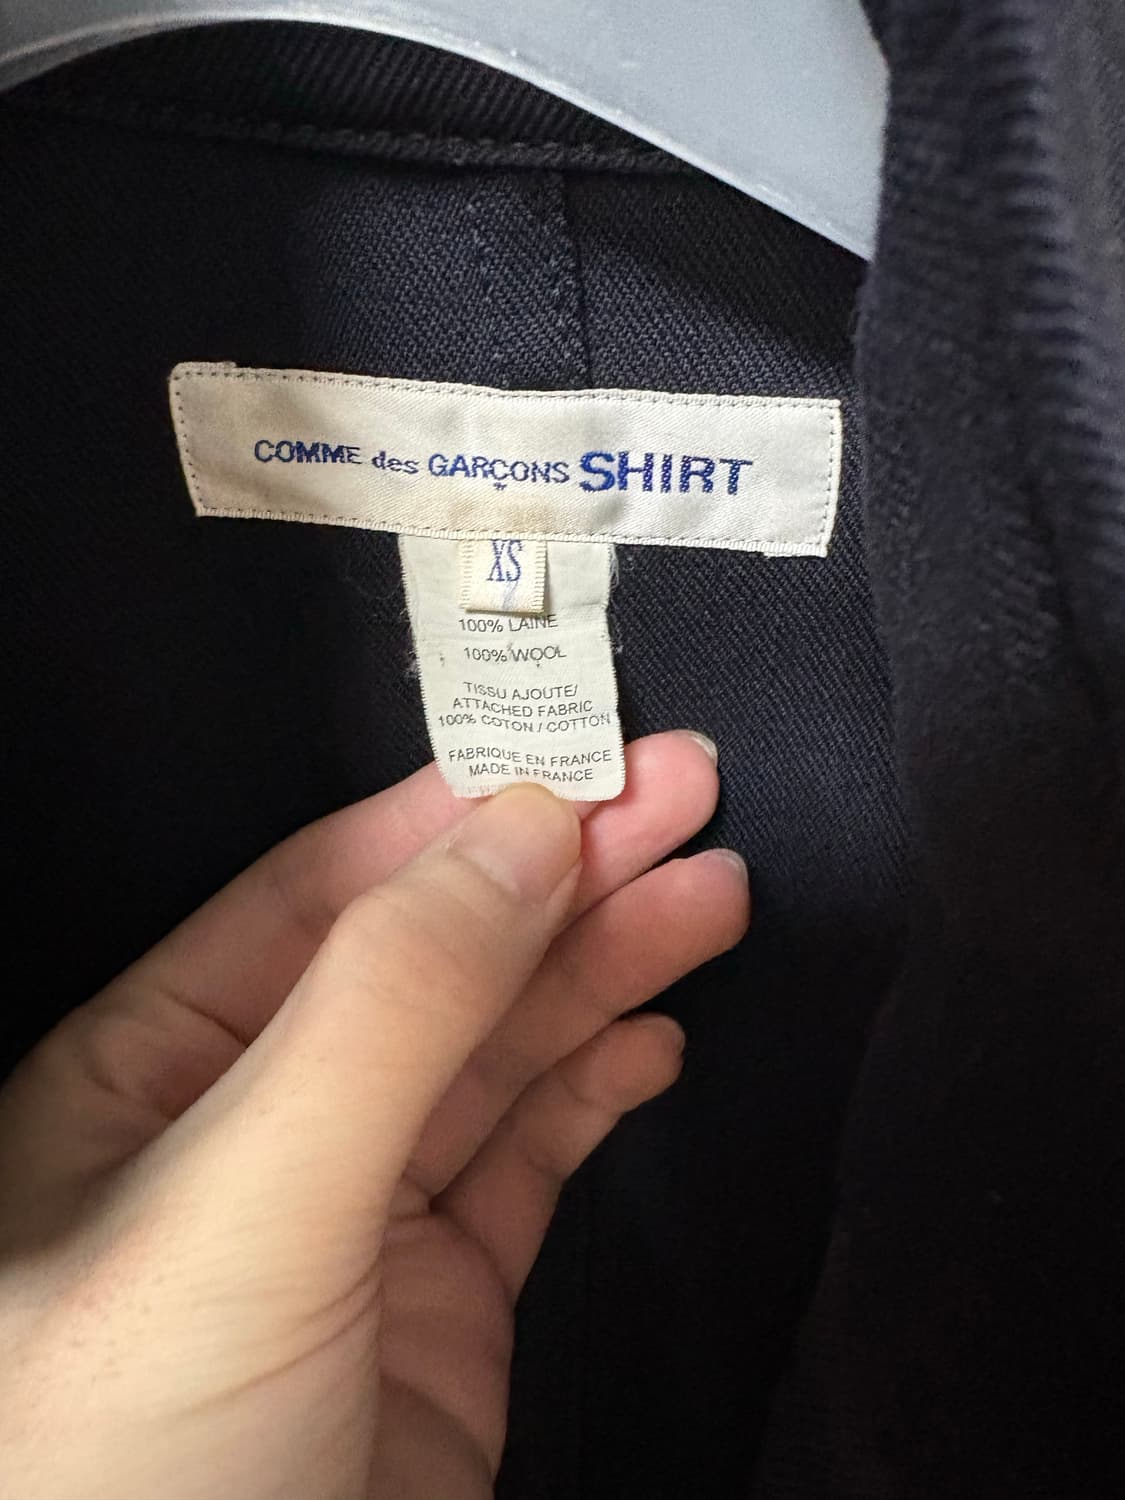 COMME des GARÇONS SHIRT
XS
100% LAINE
100% WOOL
TISSU AJOUTE/
ATTACHED FABRIC
100% COTON / COTTON
FABRIQUE EN FRANCE
MADE IN FRANCE